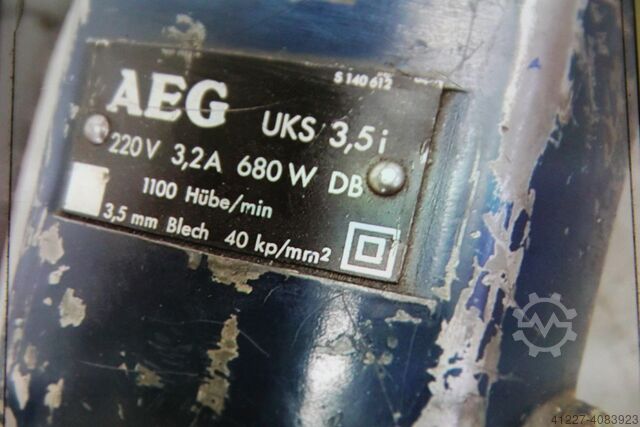 S 140 612
AEG UKS/3,5i
220V 3,2A 680W DB
1100 Hübe/min
3,5 mm Blech 40 kp/mm2
41227-4083923